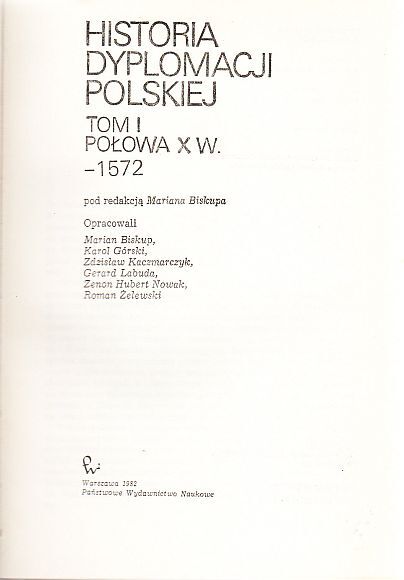 HISTORIA
DYPLOMACJI
POLSKIEJ
TOM I
POŁOWA X W.
–1572
pod redakcją Mariana Biskupa
Opracowali
Marian Biskup,
Karol Górski,
Zdzisław Kaczmarczyk,
Gerard Labuda,
Zenon Hubert Nowak,
Roman Żelewski
Warszawa 1982
Państwowe Wydawnictwo Naukowe